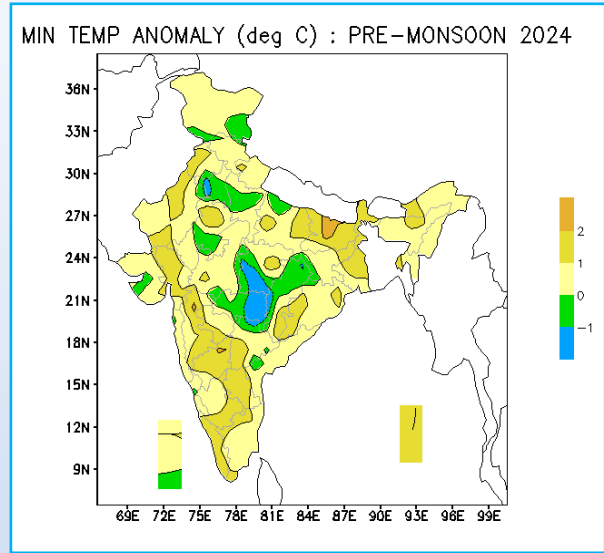 MIN TEMP ANOMALY (deg C) : PRE-MONSOON 2024
36N
33N
30N
27N
24N
21N
18N
15N
12N
9N
2
1
0
−1
69E 72E 75E 78E 81E 84E 87E 90E 93E 96E 99E